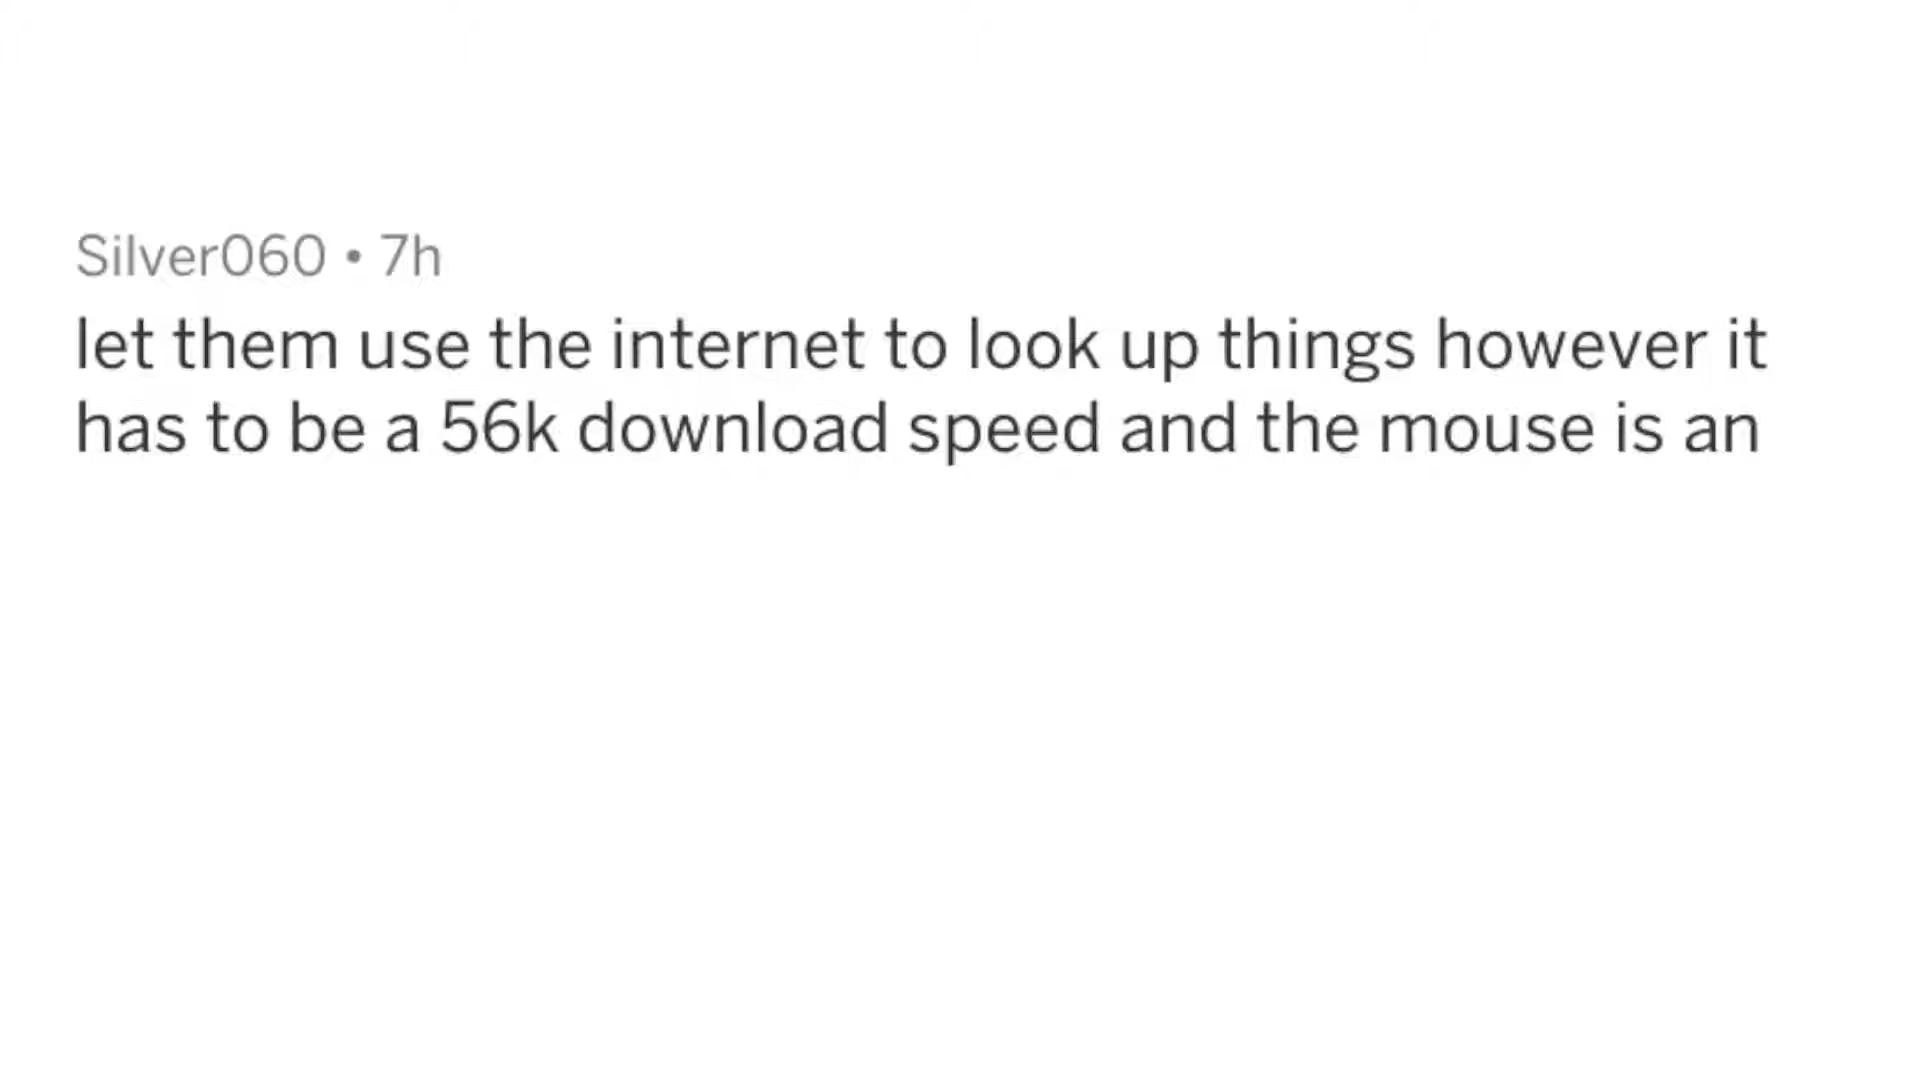 Silver060 • 7h
let them use the internet to look up things however it
has to be a 56k download speed and the mouse is an